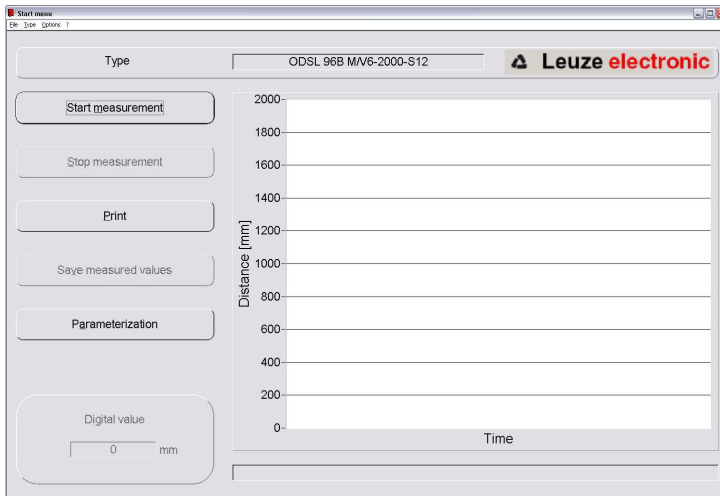 Start menu
File Type Options ?
Type
ODSL 96B M/V6-2000-S12
Leuze electronic
Start measurement
Stop measurement
Print
Save measured values
Parameterization
Digital value
0 mm
Distance [mm]
2000
1800
1600
1400
1200
1000
800
600
400
200
0
Time